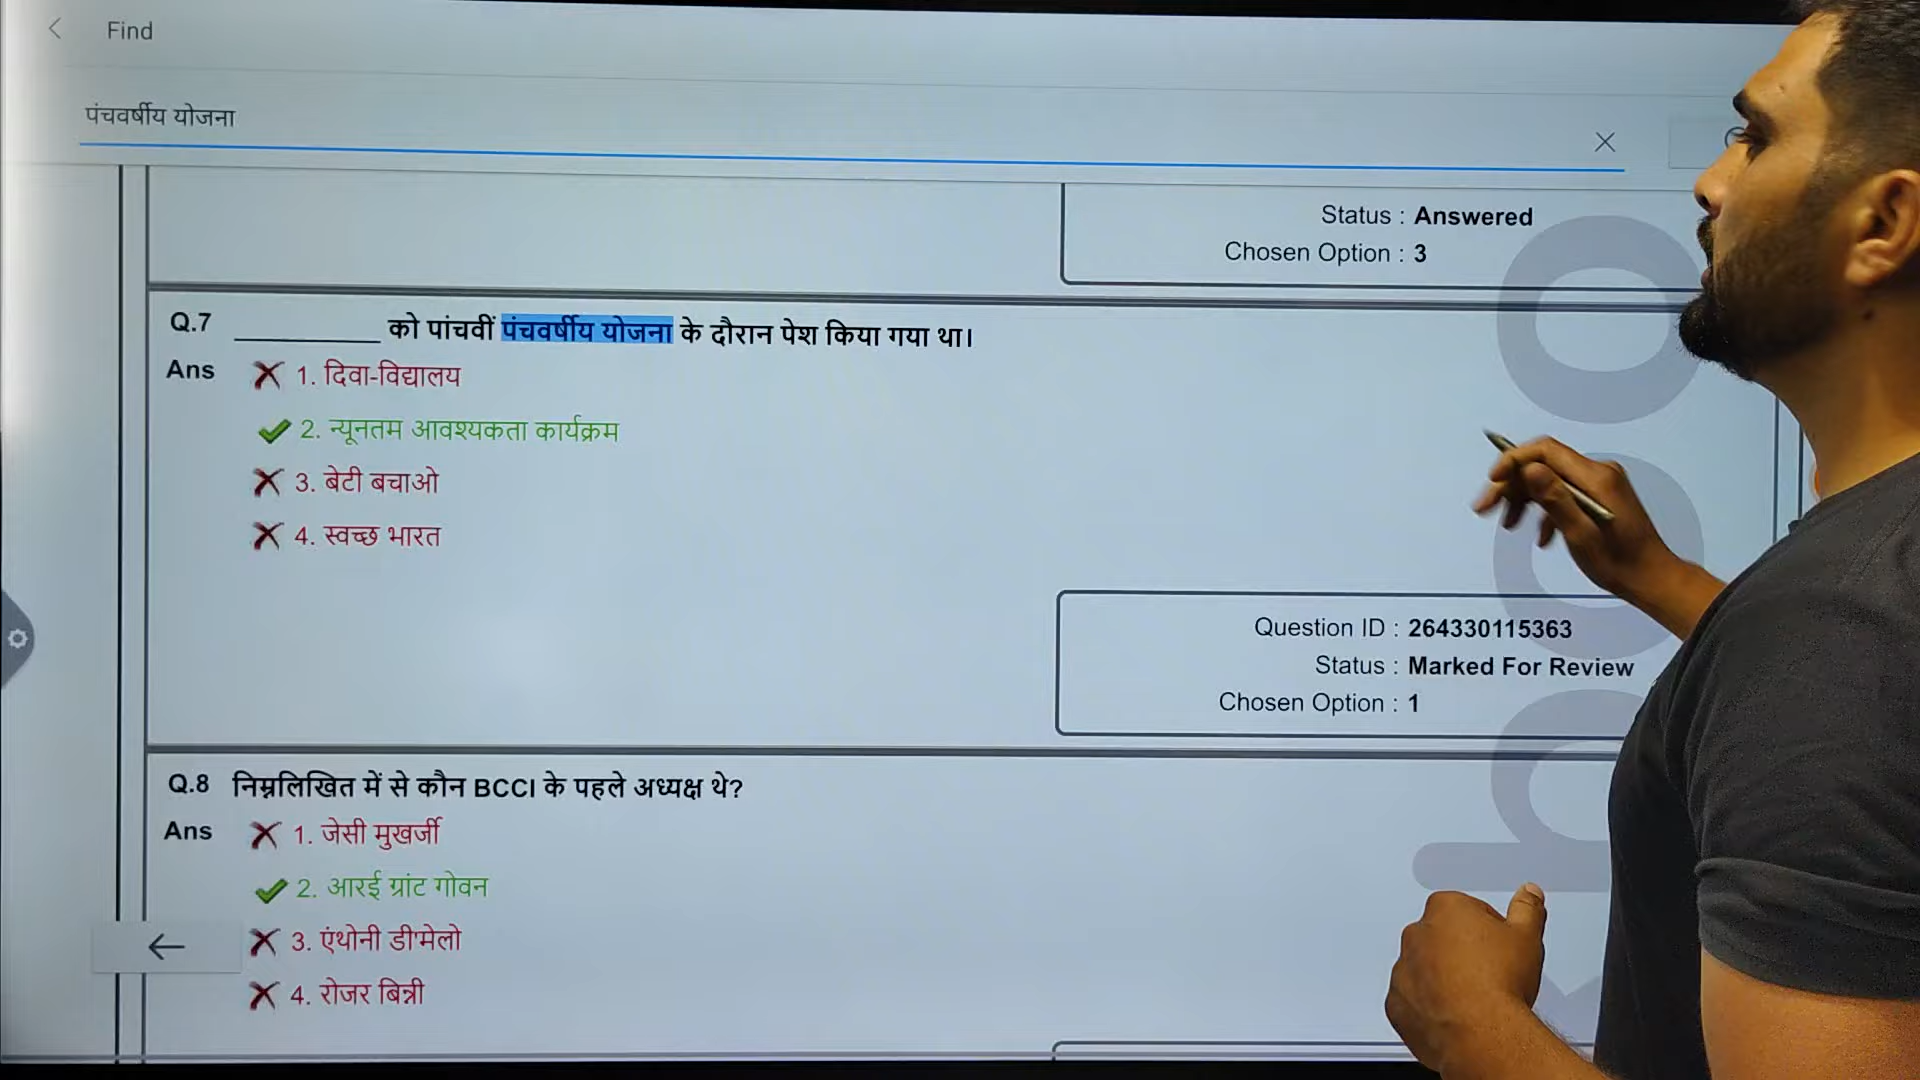 Find
पंचवर्षीय योजना
Status : Answered
Chosen Option : 3
Q.7 __________ को पांचवीं पंचवर्षीय योजना के दौरान पेश किया गया था।
Ans 1. दिवा-विद्यालय
2. न्यूनतम आवश्यकता कार्यक्रम
3. बेटी बचाओ
4. स्वच्छ भारत
Question ID : 264330115363
Status : Marked For Review
Chosen Option : 1
Q.8 निम्नलिखित में से कौन BCCI के पहले अध्यक्ष थे?
Ans 1. जेसी मुखर्जी
2. आरई ग्रांट गोवन
3. एंथोनी डी'मेलो
4. रोजर बिन्नी